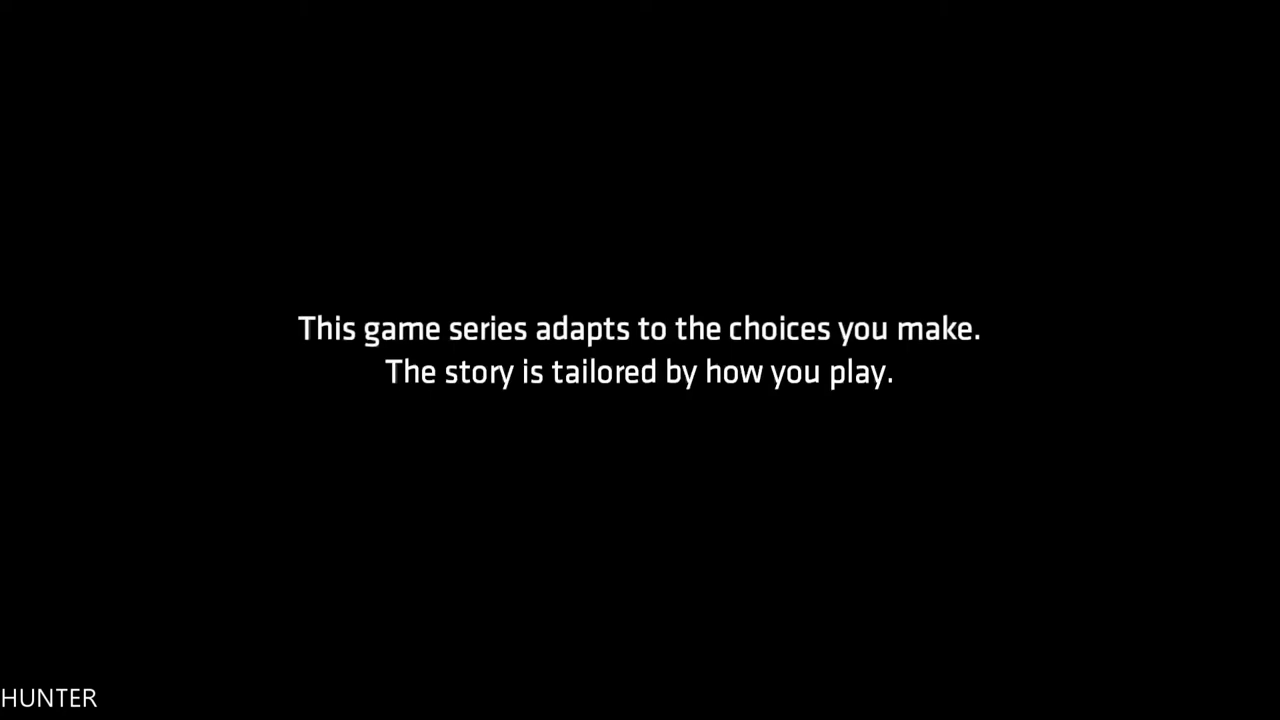 This game series adapts to the choices you make.
The story is tailored by how you play.
HUNTER